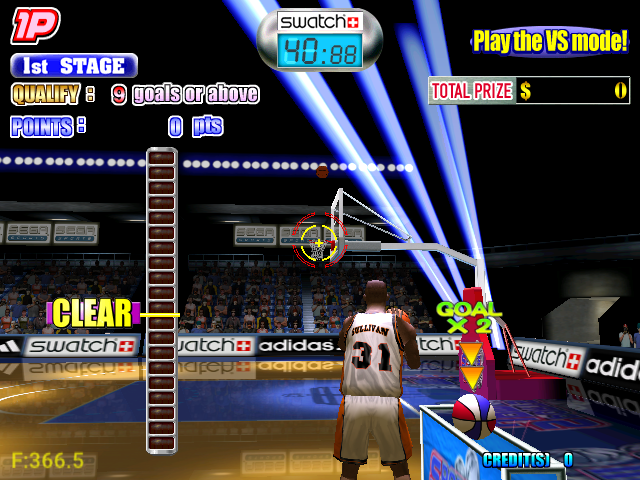 1P
swatch
40:88
Play the VS mode!
1st STAGE
QUALIFY : 9 goals or above
TOTAL PRIZE $ 0
POINTS : 0 pts
CLEAR
GOAL
X 2
SULLIVAN
31
swatch
adidas
swatch
adidas
F:366.5
CREDIT(S) 0